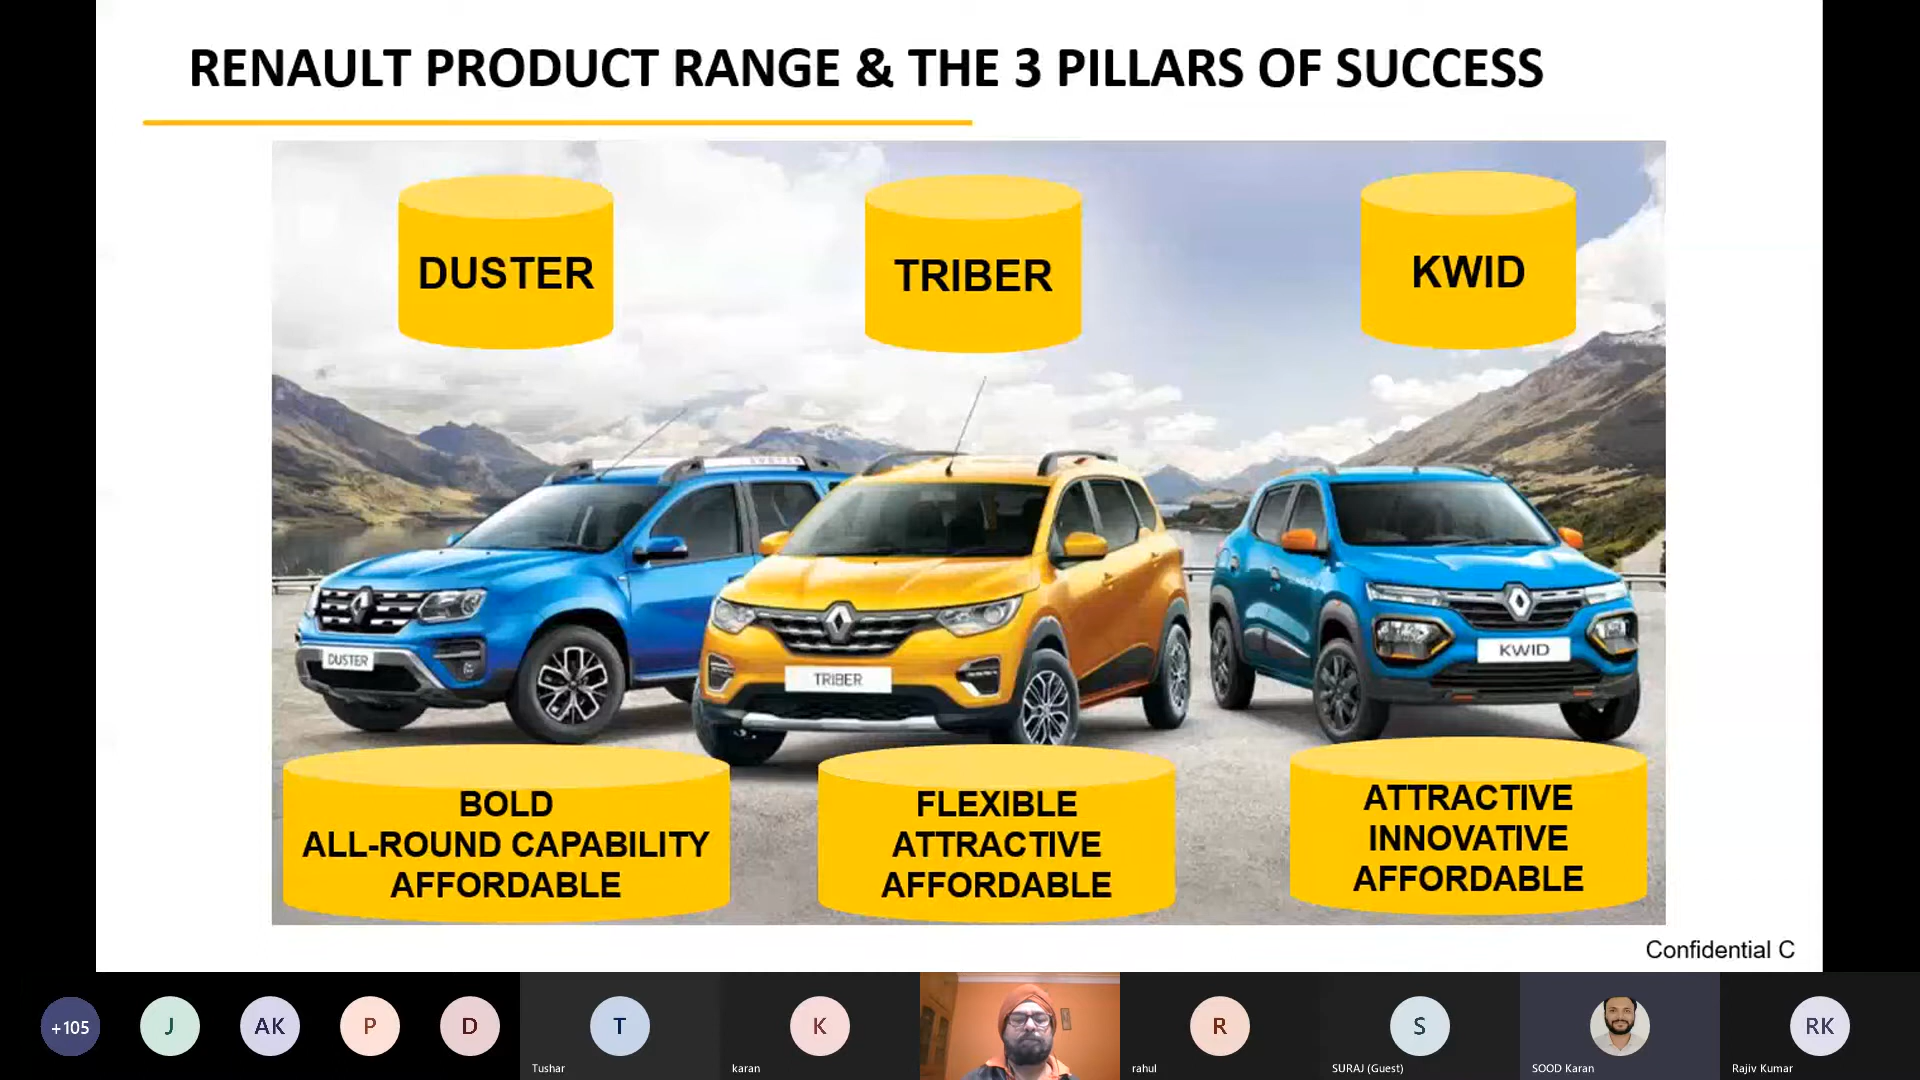 RENAULT PRODUCT RANGE & THE 3 PILLARS OF SUCCESS
DUSTER
TRIBER
KWID
DUSTER
TRIBER
KWID
BOLD
ALL-ROUND CAPABILITY
AFFORDABLE
FLEXIBLE
ATTRACTIVE
AFFORDABLE
ATTRACTIVE
INNOVATIVE
AFFORDABLE
Confidential C
+105
J
AK
P
D
T
Tushar
K
karan
R
rahul
S
SURAJ (Guest)
SOOD Karan
RK
Rajiv Kumar